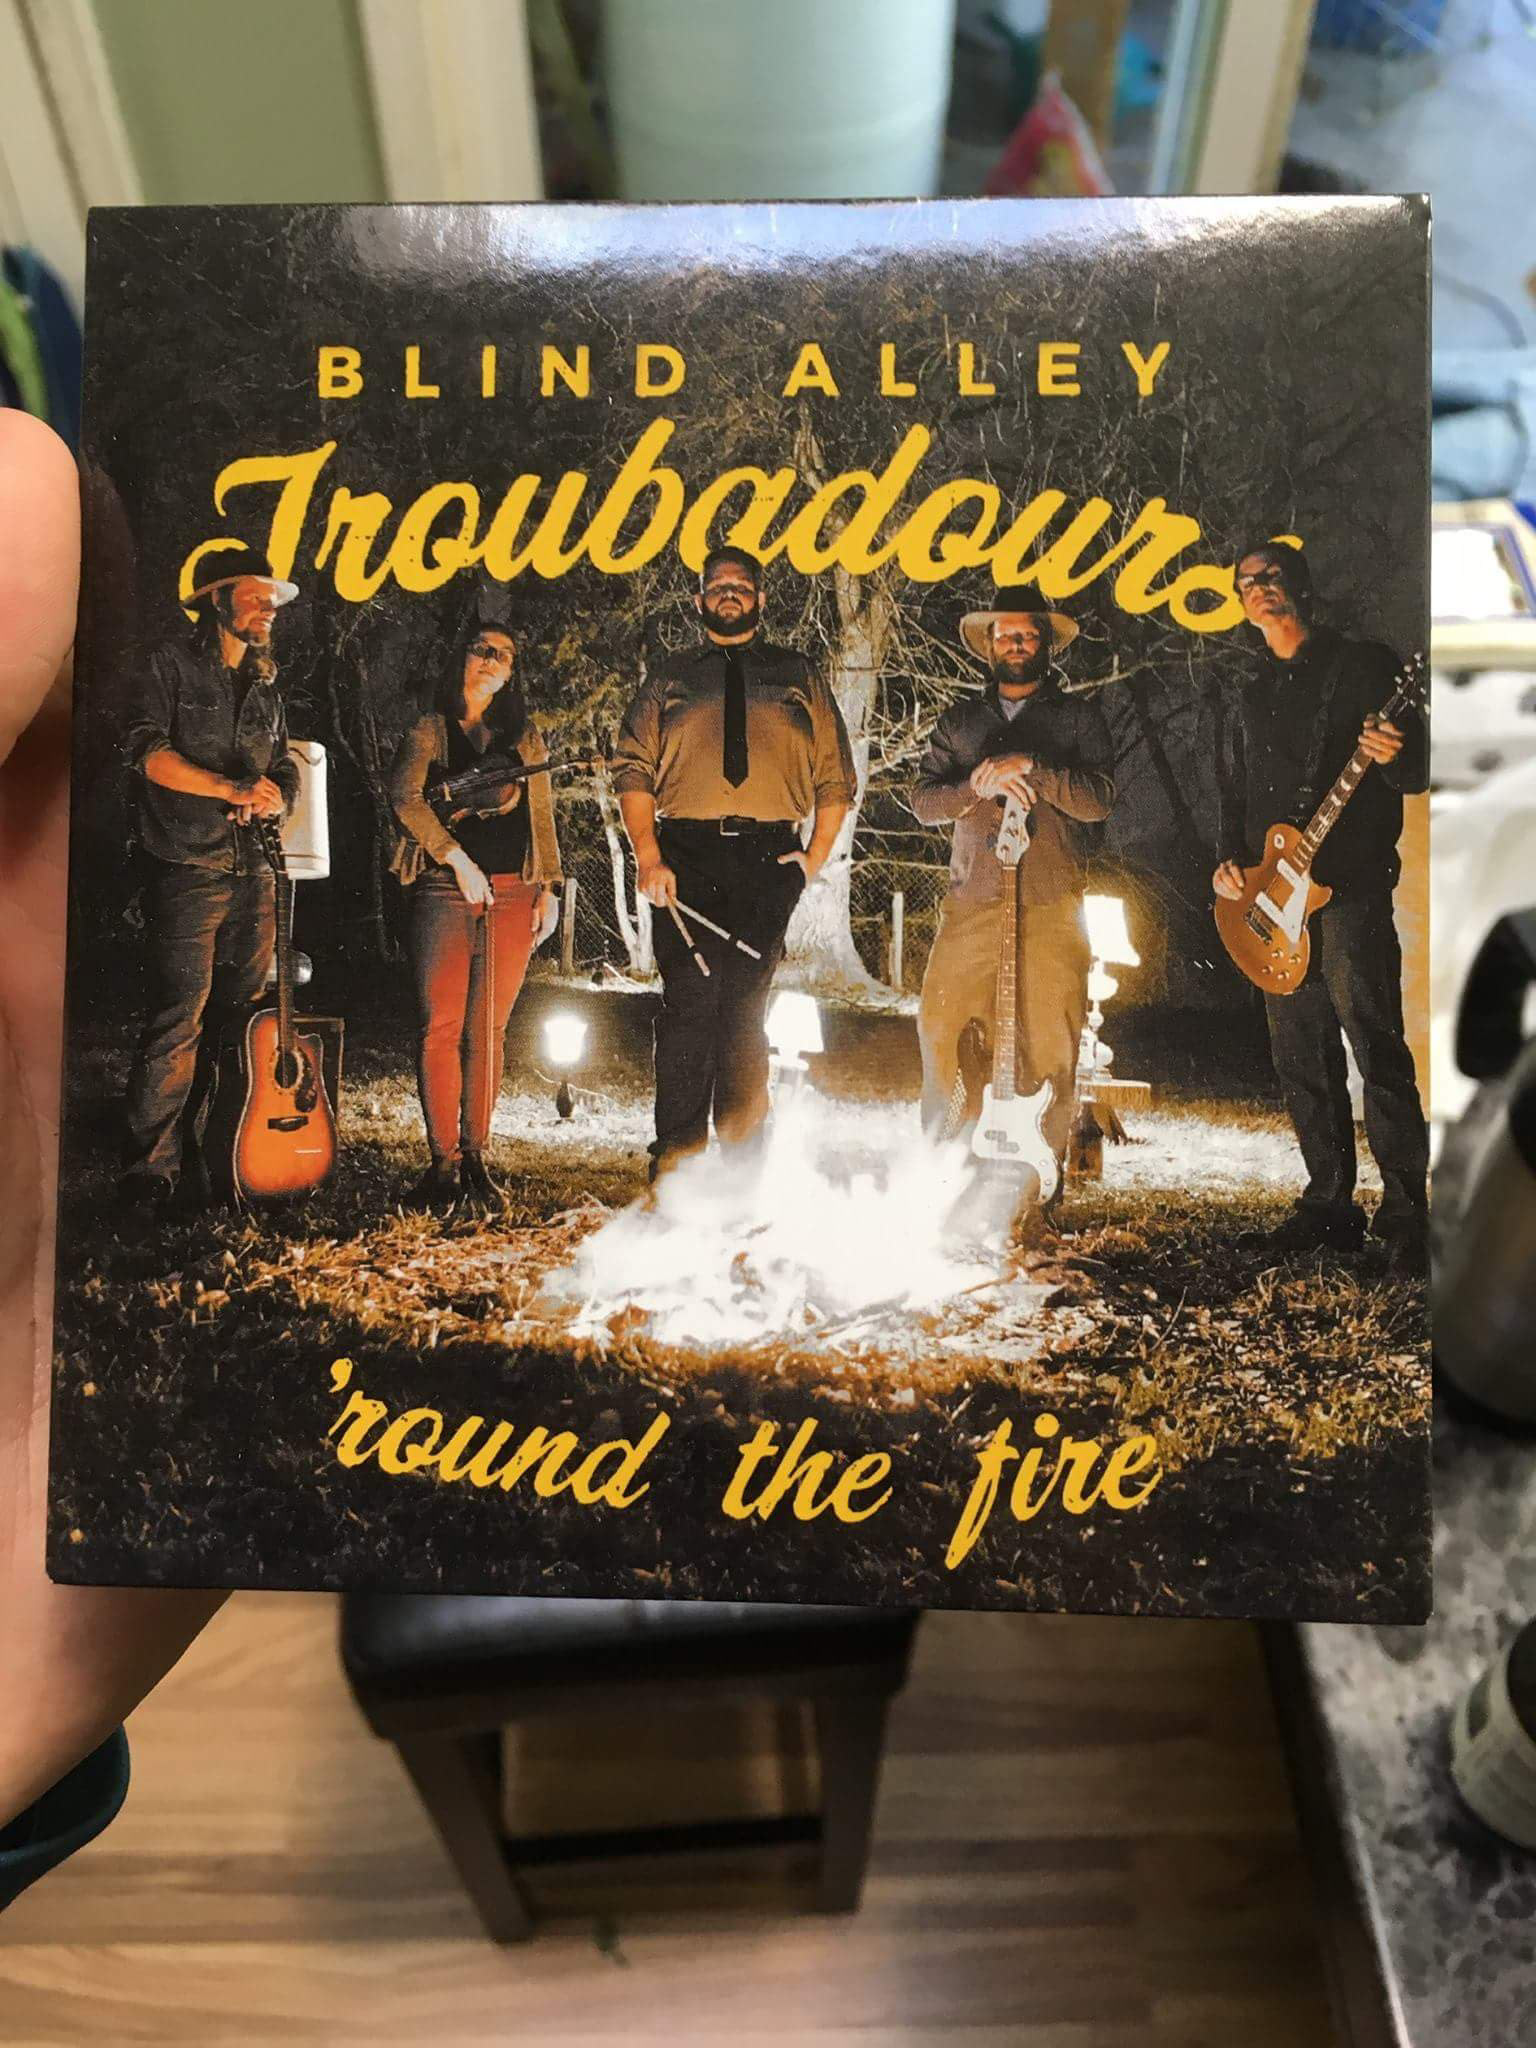 BLIND ALLEY
Troubadours
'round the fire